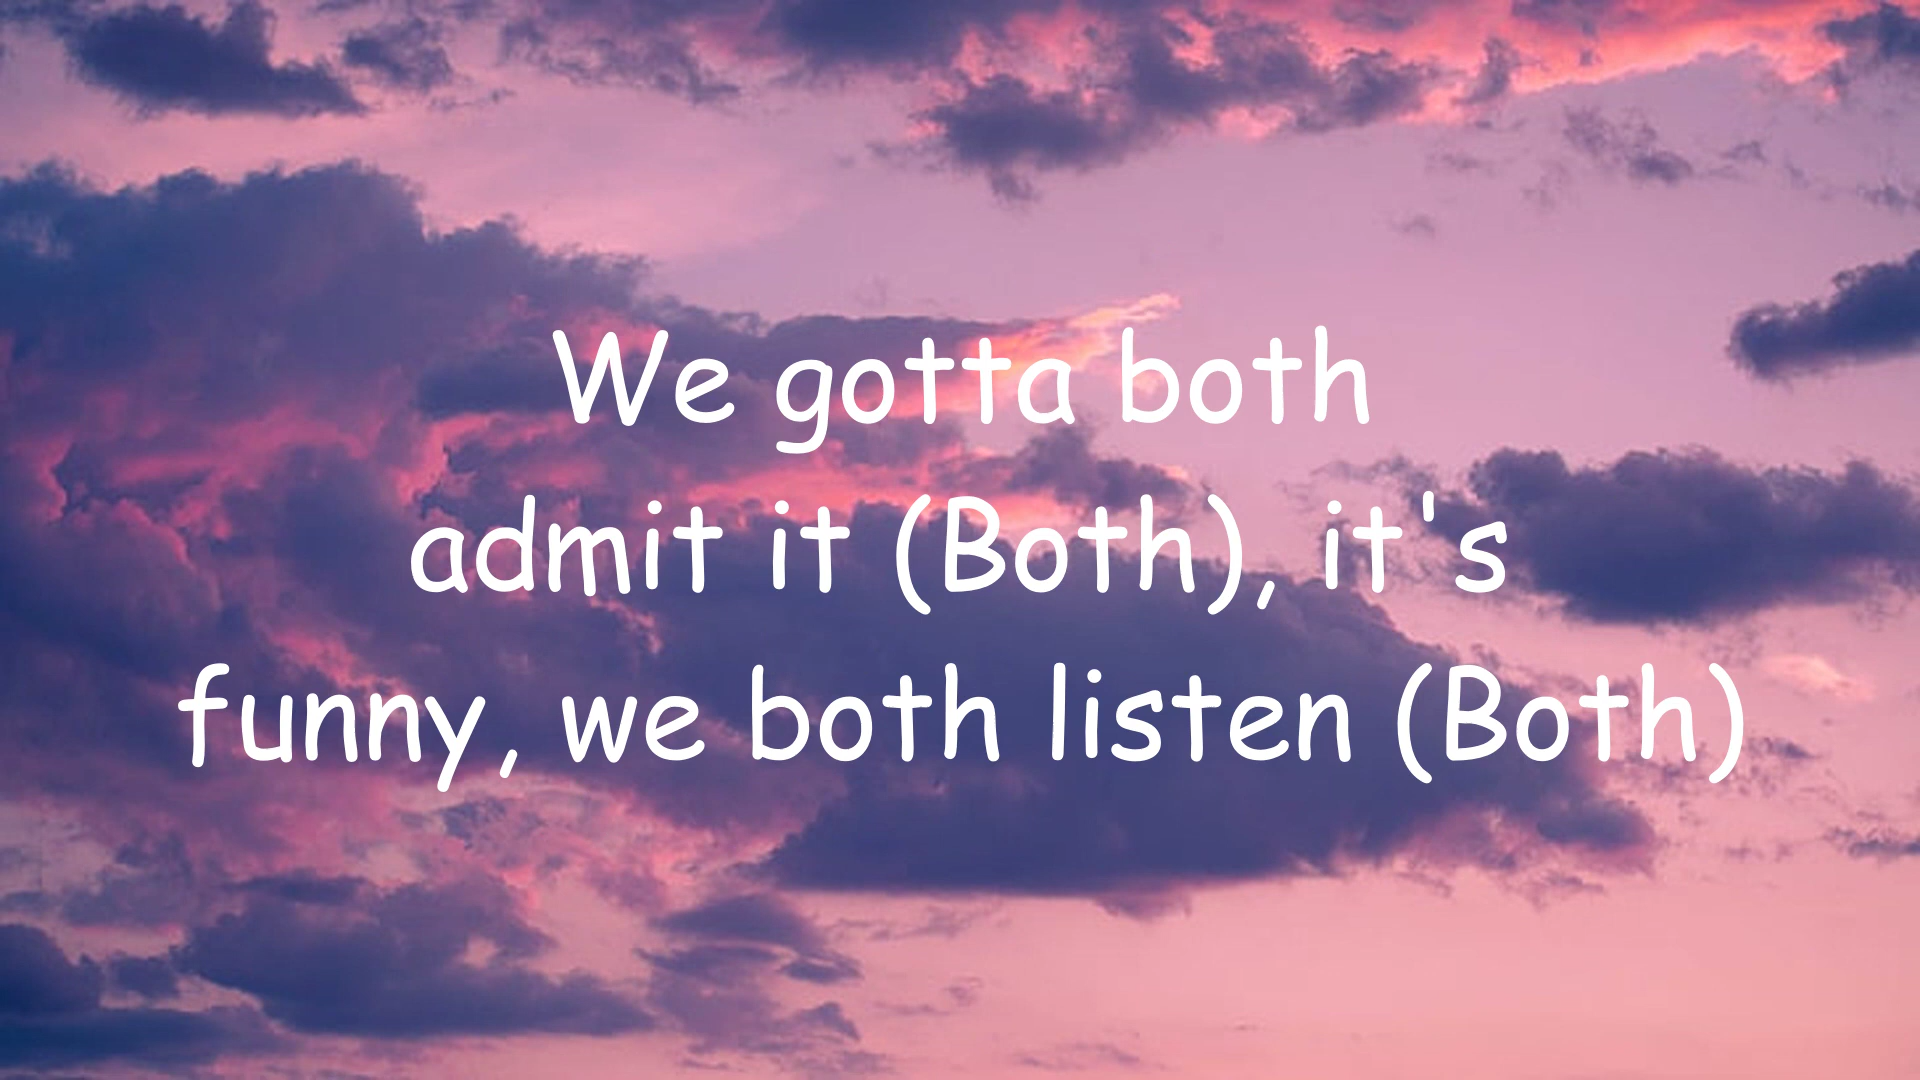 We gotta both
admit it (Both), it's
funny, we both listen (Both)